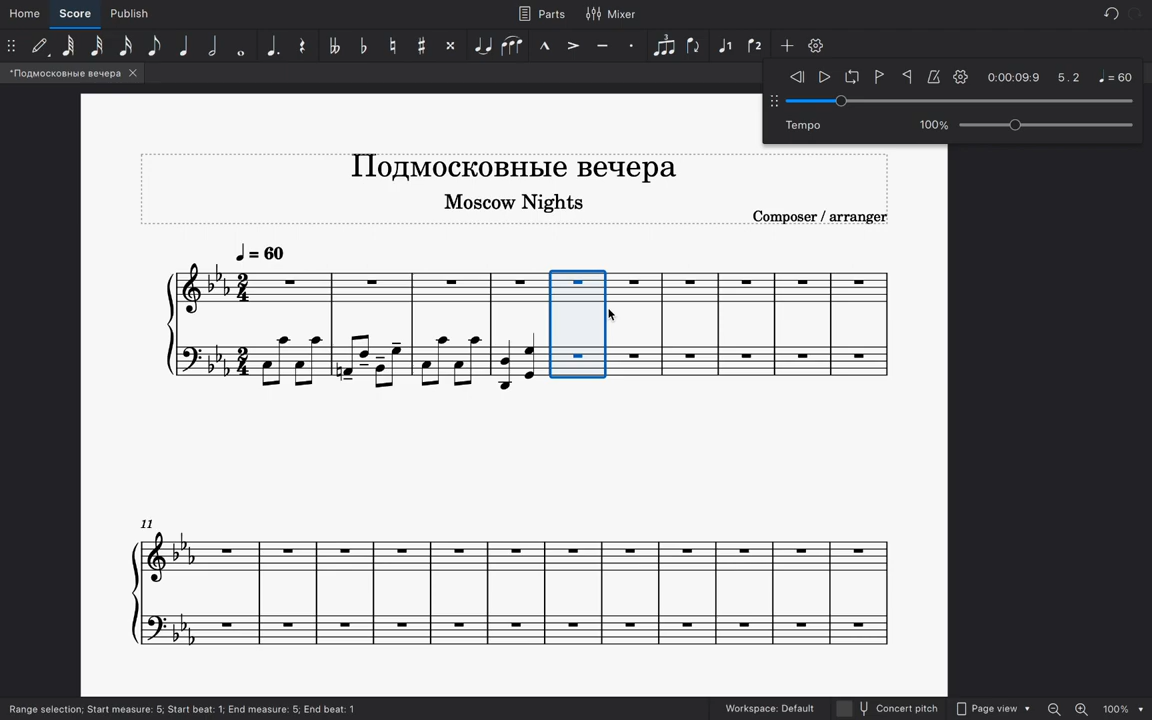 Home Score Publish Parts Mixer
*Подмосковные вечера
0:00:09:9 5 . 2 = 60
Tempo 100%
Подмосковные вечера
Moscow Nights
Composer / arranger
= 60
11
Range selection; Start measure: 5; Start beat: 1; End measure: 5; End beat: 1 Workspace: Default Concert pitch Page view 100%